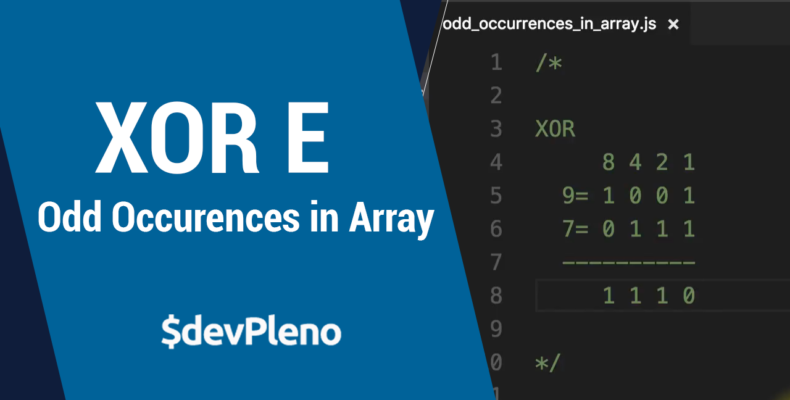 XOR E
Odd Occurences in Array
$devPleno
odd_occurrences_in_array.js ×
1 /*
2
3 XOR
4 8 4 2 1
5 9= 1 0 0 1
6 7= 0 1 1 1
7 ----------
8 1 1 1 0
9
0 */
1